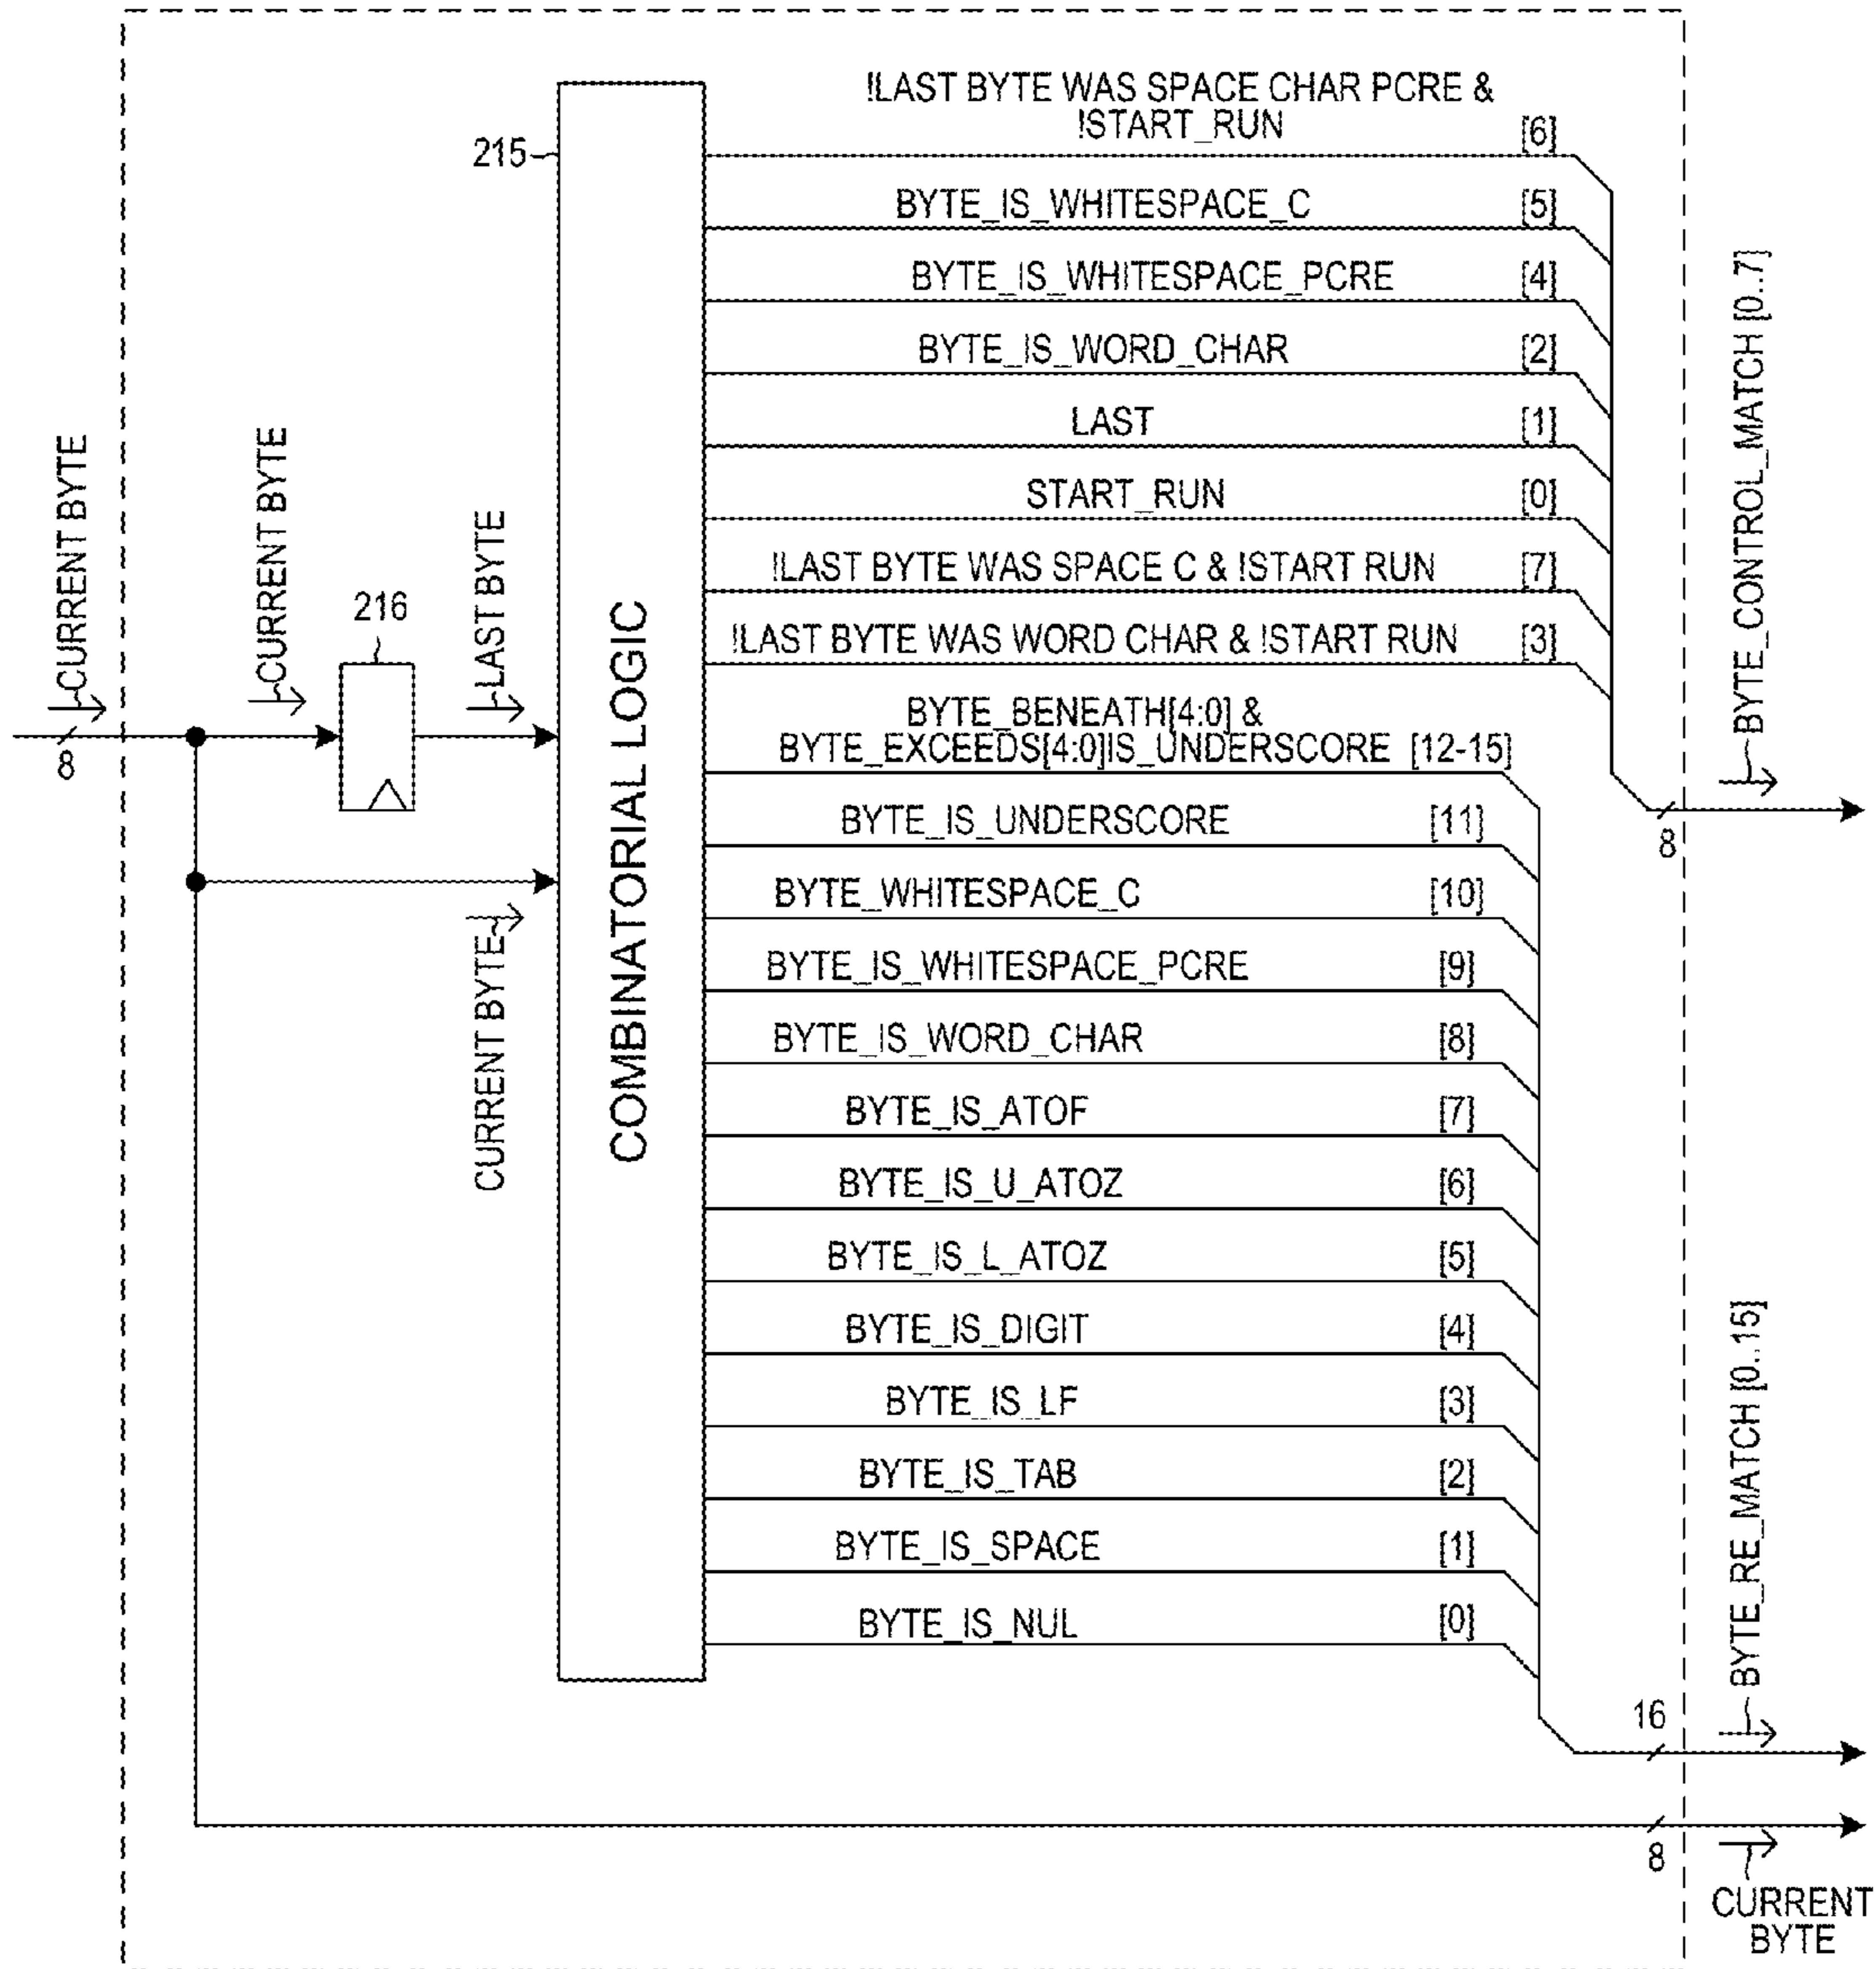 !LAST BYTE WAS SPACE CHAR PCRE &
!START_RUN [6]
215
BYTE_IS_WHITESPACE_C [5]
BYTE_IS_WHITESPACE_PCRE [4]
BYTE_IS_WORD_CHAR [2]
LAST [1]
START_RUN [0]
!LAST BYTE WAS SPACE C & !START RUN [7]
!LAST BYTE WAS WORD CHAR & !START RUN [3]
BYTE_BENEATH[4:0] &
BYTE_EXCEEDS[4:0]IS_UNDERSCORE [12-15]
BYTE_IS_UNDERSCORE [11]
BYTE_WHITESPACE_C [10]
BYTE_IS_WHITESPACE_PCRE [9]
BYTE_IS_WORD_CHAR [8]
BYTE_IS_ATOF [7]
BYTE_IS_U_ATOZ [6]
BYTE_IS_L_ATOZ [5]
BYTE_IS_DIGIT [4]
BYTE_IS_LF [3]
BYTE_IS_TAB [2]
BYTE_IS_SPACE [1]
BYTE_IS_NUL [0]
CURRENT BYTE
8
CURRENT BYTE
216
LAST BYTE
CURRENT BYTE
COMBINATORIAL LOGIC
BYTE_CONTROL_MATCH [0..7]
8
BYTE_RE_MATCH [0..15]
16
8
CURRENT
BYTE